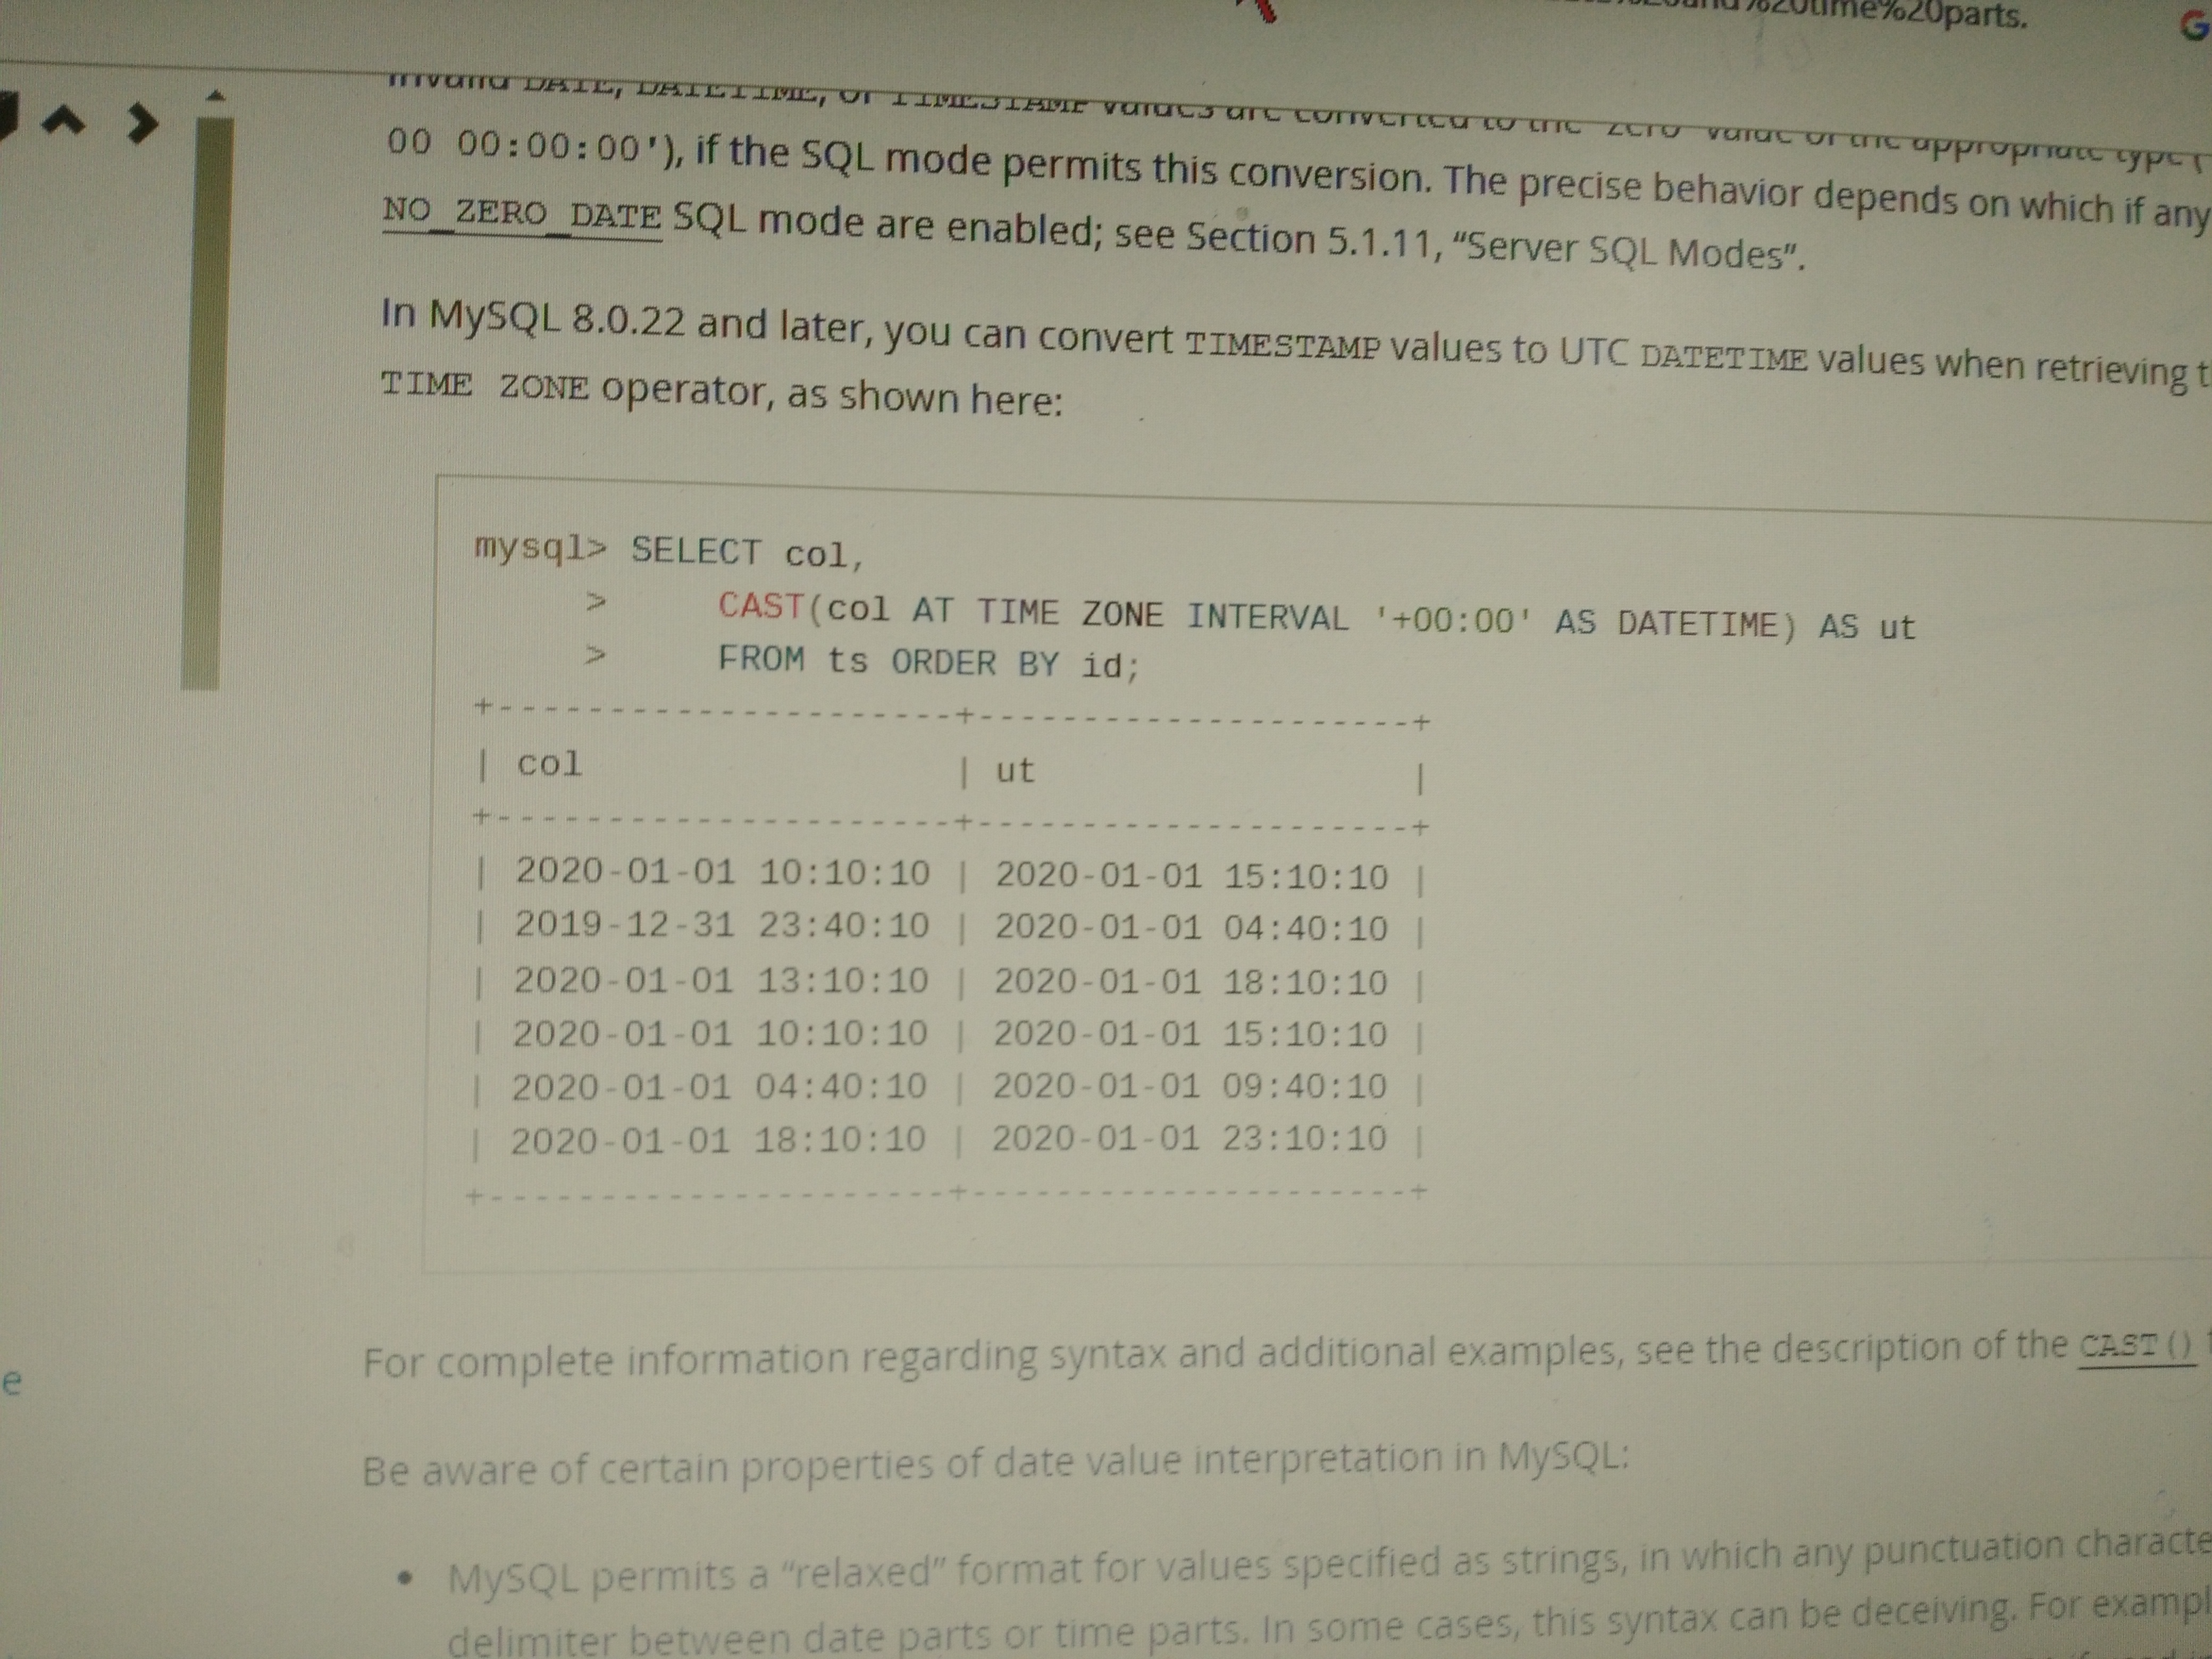 %20time%20parts.
G
Invalid DATE, DATETIME, or TIMESTAMP values are converted to the "zero" value of the appropriate type (
00 00:00:00'), if the SQL mode permits this conversion. The precise behavior depends on which if any
NO_ZERO_DATE SQL mode are enabled; see Section 5.1.11, “Server SQL Modes”.
In MySQL 8.0.22 and later, you can convert TIMESTAMP values to UTC DATETIME values when retrieving
TIME ZONE operator, as shown here:
mysql> SELECT col,
> CAST(col AT TIME ZONE INTERVAL '+00:00' AS DATETIME) AS ut
> FROM ts ORDER BY id;
+---------------------+---------------------+
| col | ut |
+---------------------+---------------------+
| 2020-01-01 10:10:10 | 2020-01-01 15:10:10 |
| 2019-12-31 23:40:10 | 2020-01-01 04:40:10 |
| 2020-01-01 13:10:10 | 2020-01-01 18:10:10 |
| 2020-01-01 10:10:10 | 2020-01-01 15:10:10 |
| 2020-01-01 04:40:10 | 2020-01-01 09:40:10 |
| 2020-01-01 18:10:10 | 2020-01-01 23:10:10 |
+---------------------+---------------------+
For complete information regarding syntax and additional examples, see the description of the CAST()
e
Be aware of certain properties of date value interpretation in MySQL:
• MySQL permits a “relaxed” format for values specified as strings, in which any punctuation characte
delimiter between date parts or time parts. In some cases, this syntax can be deceiving. For exampl